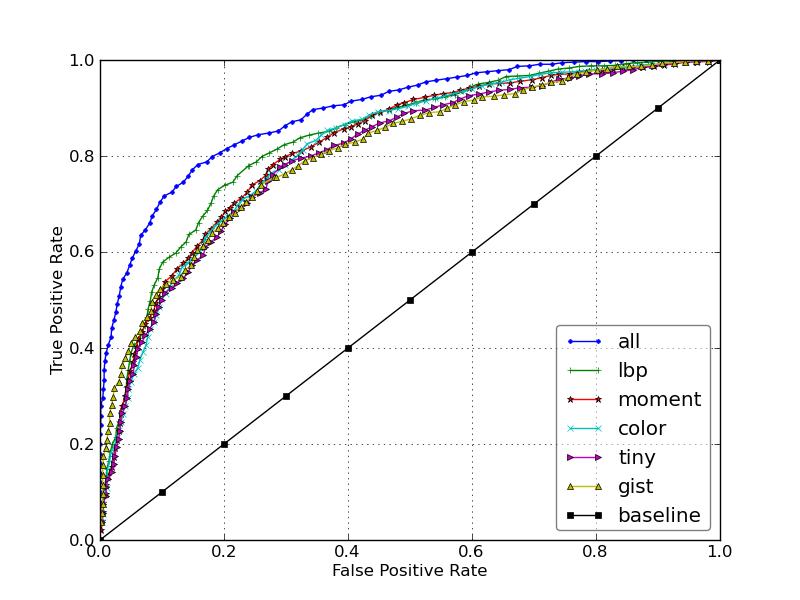 1.0
0.8
0.6
0.4
0.2
0.0
True Positive Rate
all
lbp
moment
color
tiny
gist
baseline
0.0 0.2 0.4 0.6 0.8 1.0
False Positive Rate